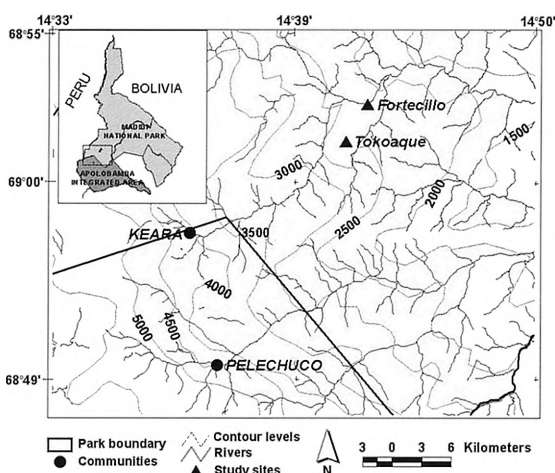 14°33' 14°39' 14°50'
68°55'
PERU
BOLIVIA
MADIDI NATIONAL PARK
APOLOBAMBA INTEGRATED AREA
Fortecillo
Tokoaque
1500
3000
2000
69°00'
2500
KEARA
3500
4000
4500
5000
PELECHUCO
68°49'
Park boundary
Communities
Contour levels
Rivers
Study sites
N
3 0 3 6 Kilometers